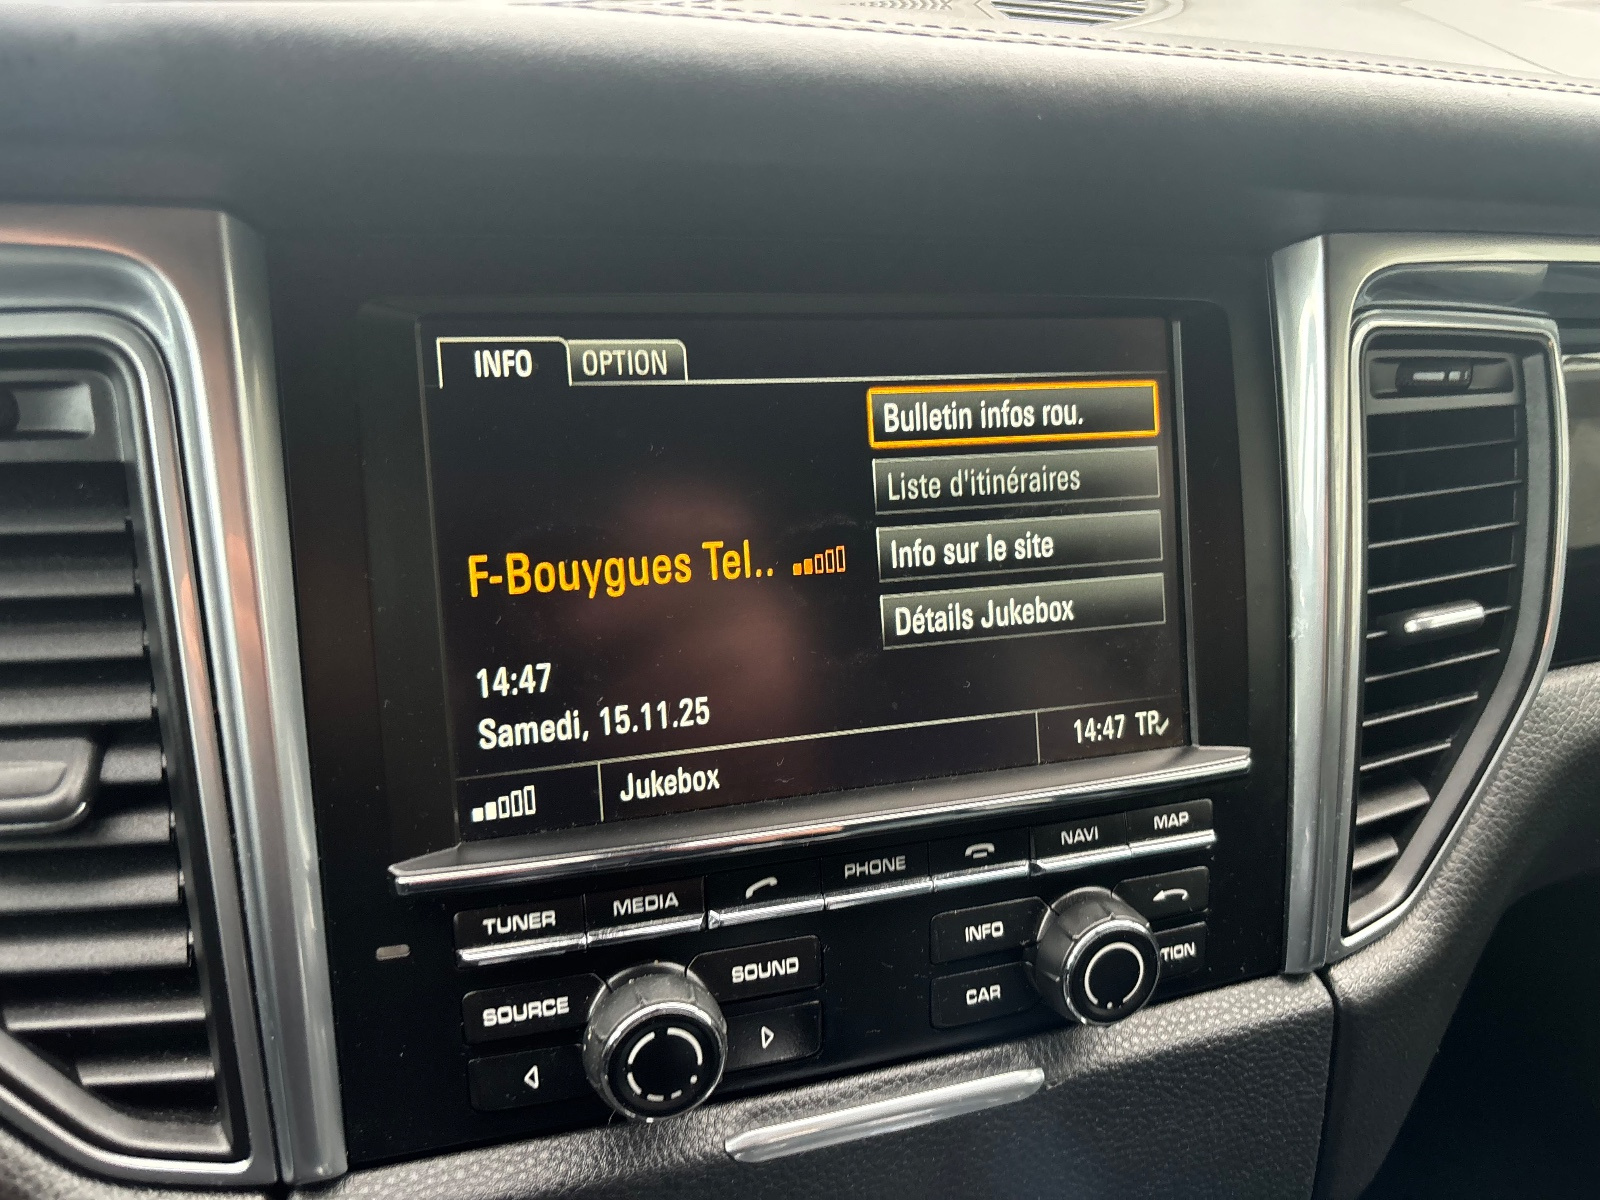 INFO
OPTION
Bulletin infos rou.
Liste d'itinéraires
F-Bouygues Tel..
Info sur le site
Détails Jukebox
14:47
Samedi, 15.11.25
14:47 TP
Jukebox
TUNER
MEDIA
PHONE
NAVI
MAP
SOURCE
SOUND
INFO
CAR
TION